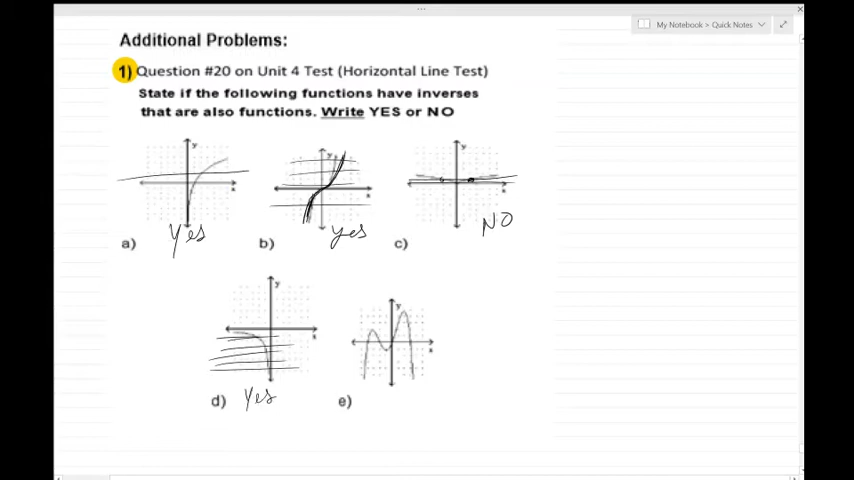 My Notebook > Quick Notes
Additional Problems:
1) Question #20 on Unit 4 Test (Horizontal Line Test)
State if the following functions have inverses
that are also functions. Write YES or NO
y y y
x x x
a) Yes b) yes c) NO
y y
x x
d) Yes e)